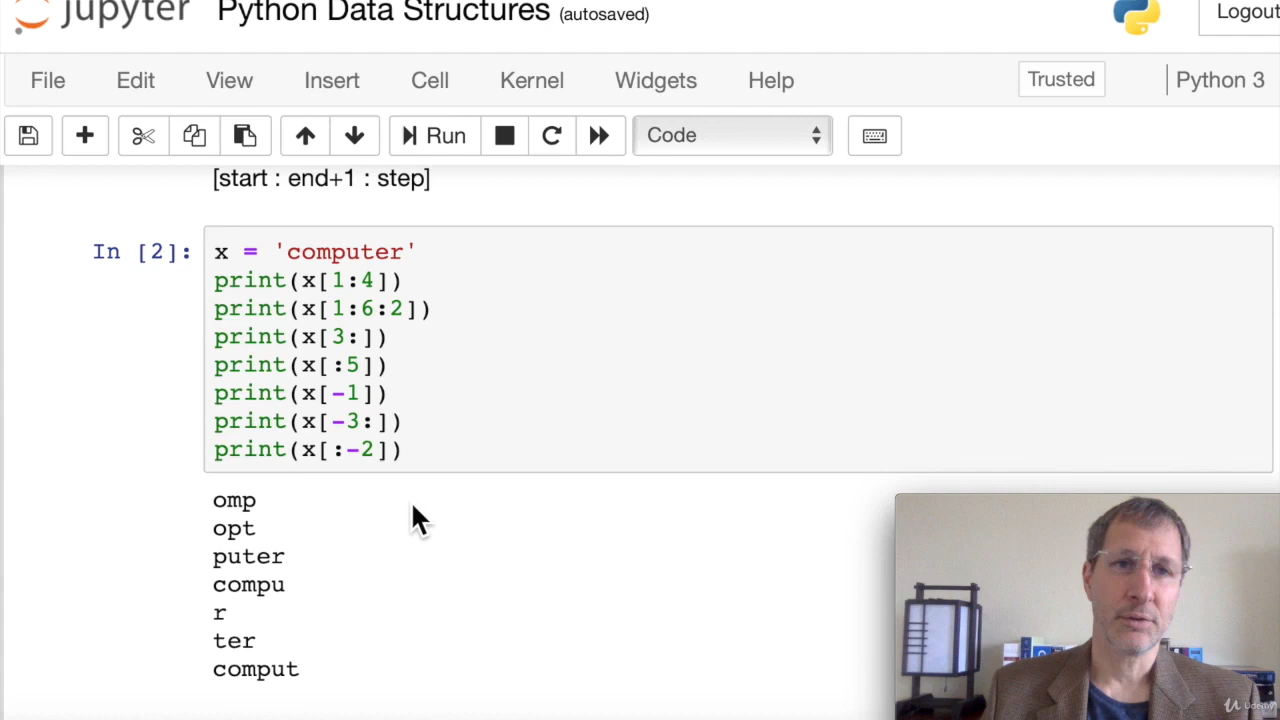 jupyter Python Data Structures (autosaved) Logout
File Edit View Insert Cell Kernel Widgets Help Trusted Python 3
Run Code
[start : end+1 : step]
In [2]: x = 'computer'
print(x[1:4])
print(x[1:6:2])
print(x[3:])
print(x[:5])
print(x[-1])
print(x[-3:])
print(x[:-2])
omp
opt
puter
compu
r
ter
comput
Udemy